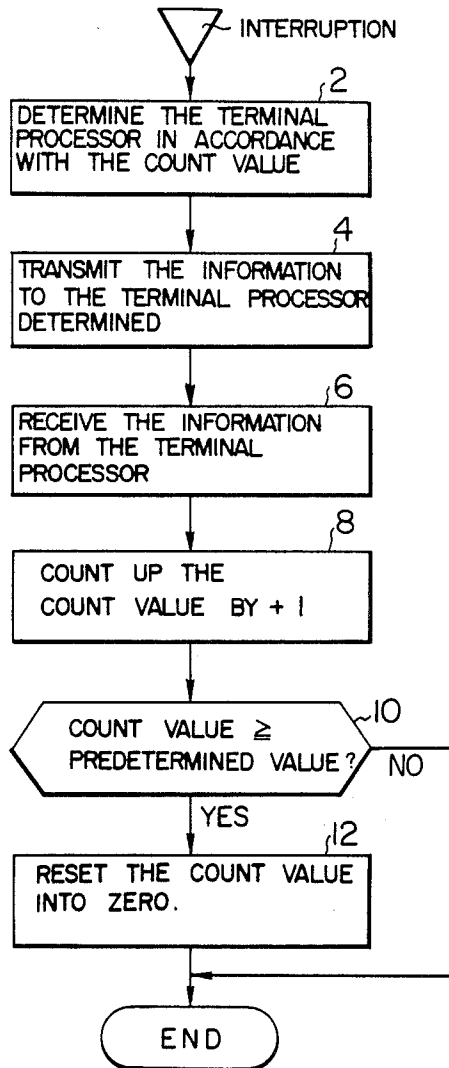 INTERRUPTION
2
DETERMINE THE TERMINAL
PROCESSOR IN ACCORDANCE
WITH THE COUNT VALUE
4
TRANSMIT THE INFORMATION
TO THE TERMINAL PROCESSOR
DETERMINED
6
RECEIVE THE INFORMATION
FROM THE TERMINAL
PROCESSOR
8
COUNT UP THE
COUNT VALUE BY + 1
10
COUNT VALUE ≧
PREDETERMINED VALUE?
NO
YES
12
RESET THE COUNT VALUE
INTO ZERO.
END